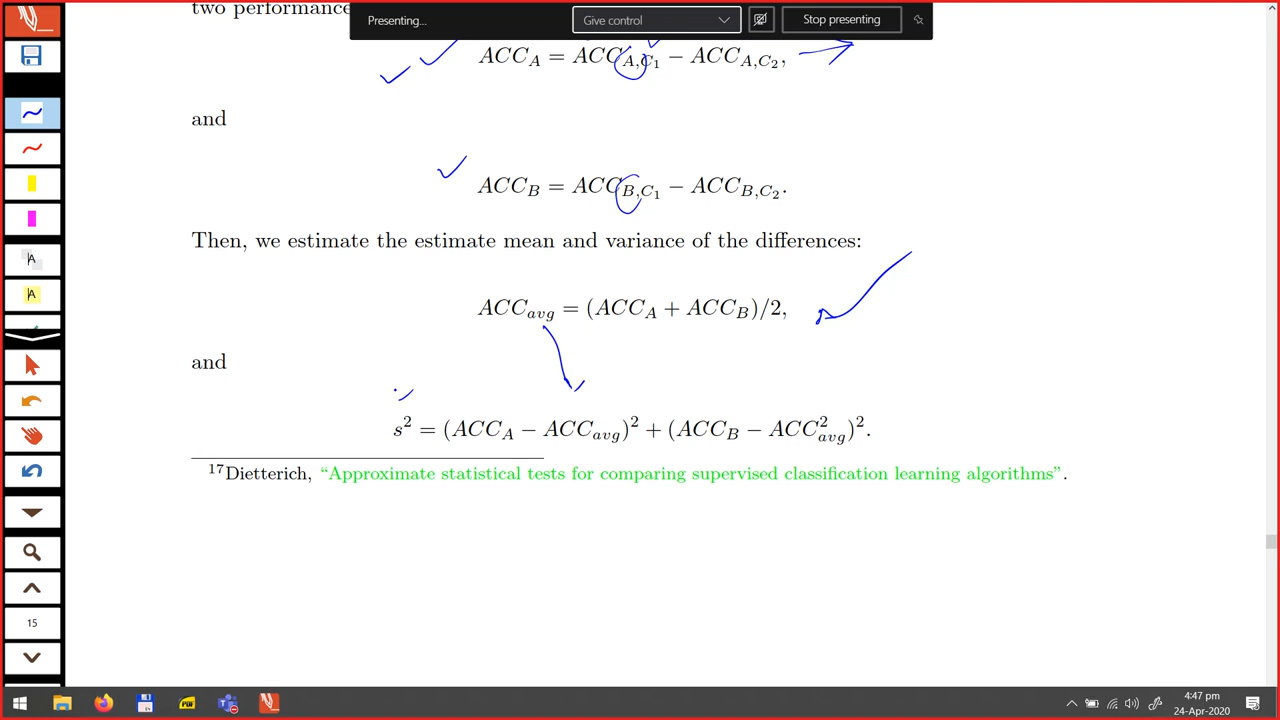 two performance
Presenting...
Give control
Stop presenting
ACC_A = ACC_{A,C_1} − ACC_{A,C_2},
and
ACC_B = ACC_{B,C_1} − ACC_{B,C_2}.
Then, we estimate the estimate mean and variance of the differences:
ACC_{avg} = (ACC_A + ACC_B)/2,
and
s^2 = (ACC_A − ACC_{avg})^2 + (ACC_B − ACC^2_{avg})^2.
^{17}Dietterich, “Approximate statistical tests for comparing supervised classification learning algorithms”.
A
A
15
PDF
4:47 pm
24-Apr-2020